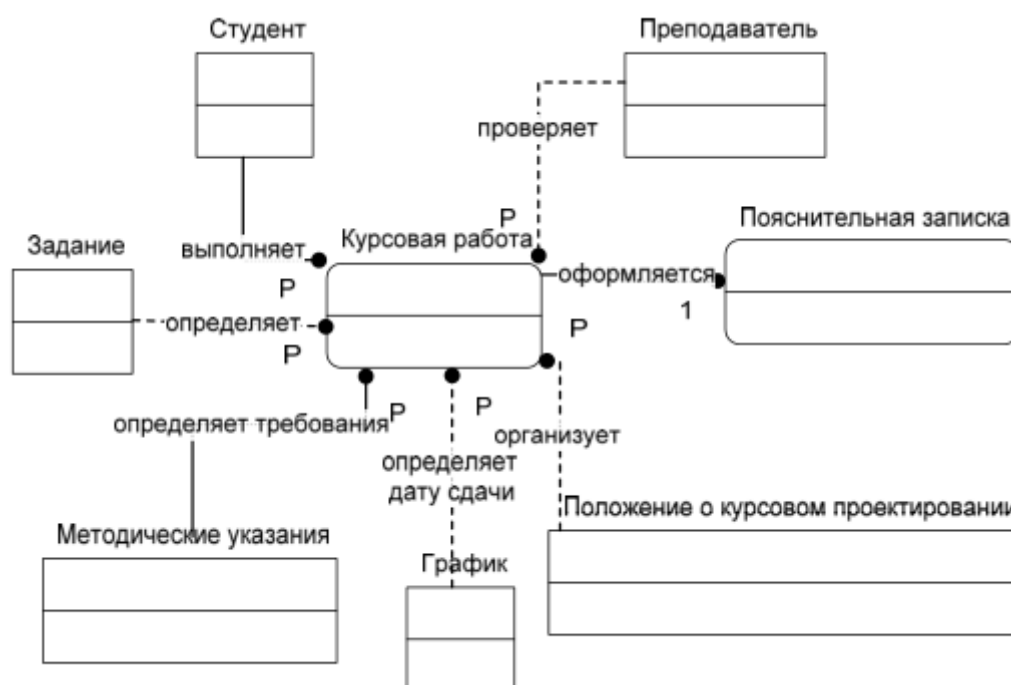 Студент
Преподаватель
проверяет
Р
Пояснительная записка
Задание
выполняет
Курсовая работа
оформляется
Р
1
Р
определяет
Р
определяет требования
Р
Р
организует
определяет
дату сдачи
Положение о курсовом проектировании
Методические указания
График